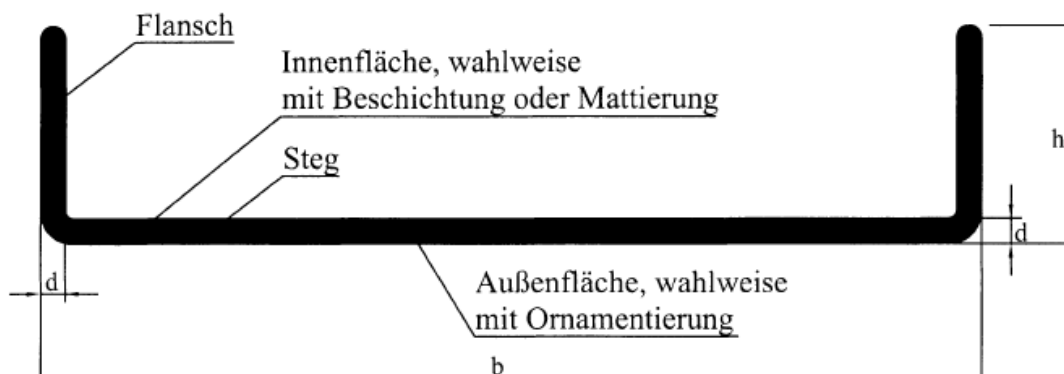 Flansch
Innenfläche, wahlweise
mit Beschichtung oder Mattierung
Steg
h
d
d
Außenfläche, wahlweise
mit Ornamentierung
b